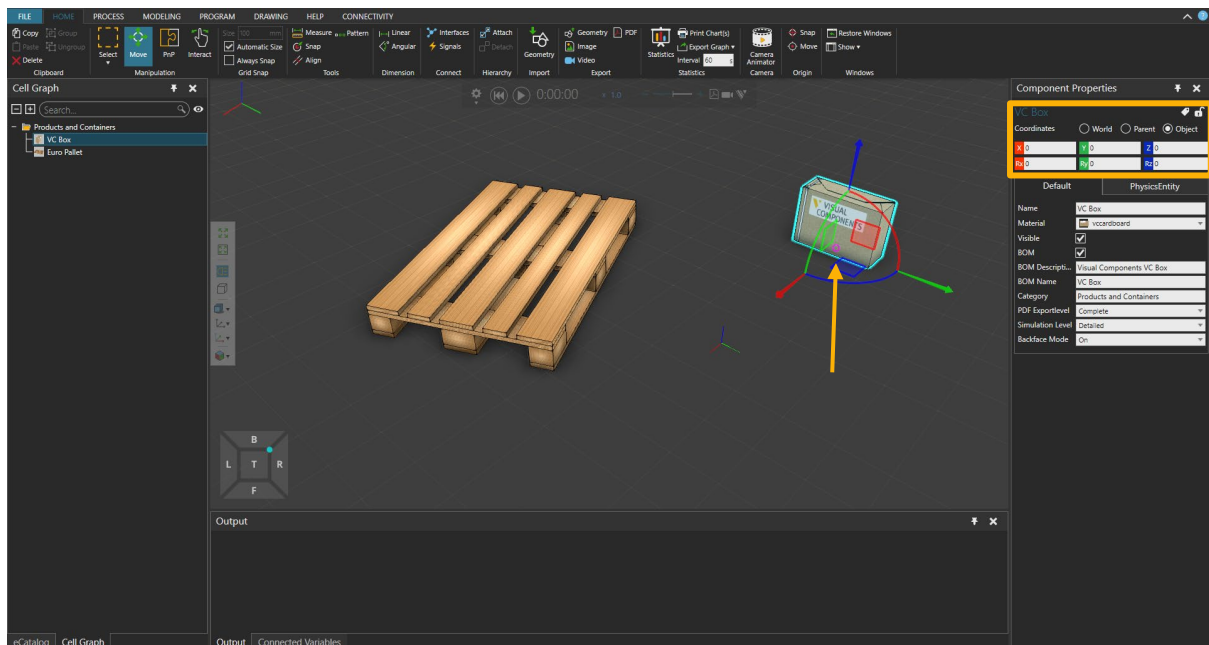 FILE HOME PROCESS MODELING PROGRAM DRAWING HELP CONNECTIVITY
Copy Group Size 100 mm Measure Pattern Linear Interfaces Attach Geometry PDF Print Chart(s) Snap Restore Windows
Paste Ungroup Select Move PnP Interact Automatic Size Snap Angular Signals Detach Geometry Image Statistics Export Graph Camera Animator Move Show
Delete Always Snap Align Video Interval 60 s
Clipboard Manipulation Grid Snap Tools Dimension Connect Hierarchy Import Export Statistics Camera Origin Windows
Cell Graph
Search...
Products and Containers
VC Box
Euro Pallet
0:00:00 x 1.0
VISUAL
COMPONENTS
B
L T R
F
Component Properties
VC Box
Coordinates World Parent Object
X 0 Y 0 Z 0
Rx 0 Ry 0 Rz 0
Default PhysicsEntity
Name VC Box
Material vccardboard
Visible
BOM
BOM Descripti... Visual Components VC Box
BOM Name VC Box
Category Products and Containers
PDF Exportlevel Complete
Simulation Level Detailed
Backface Mode On
Output
eCatalog Cell Graph Output Connected Variables